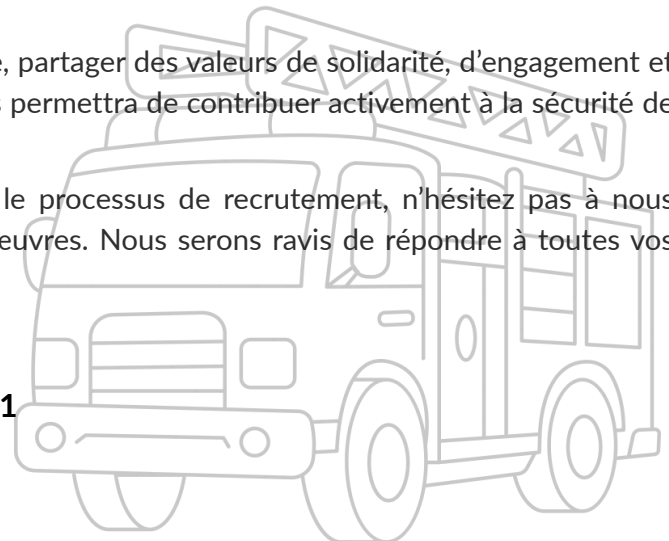 , partager des valeurs de solidarité, d’engagement et
permettra de contribuer activement à la sécurité de
le processus de recrutement, n’hésitez pas à nous
œuvres. Nous serons ravis de répondre à toutes vos
1